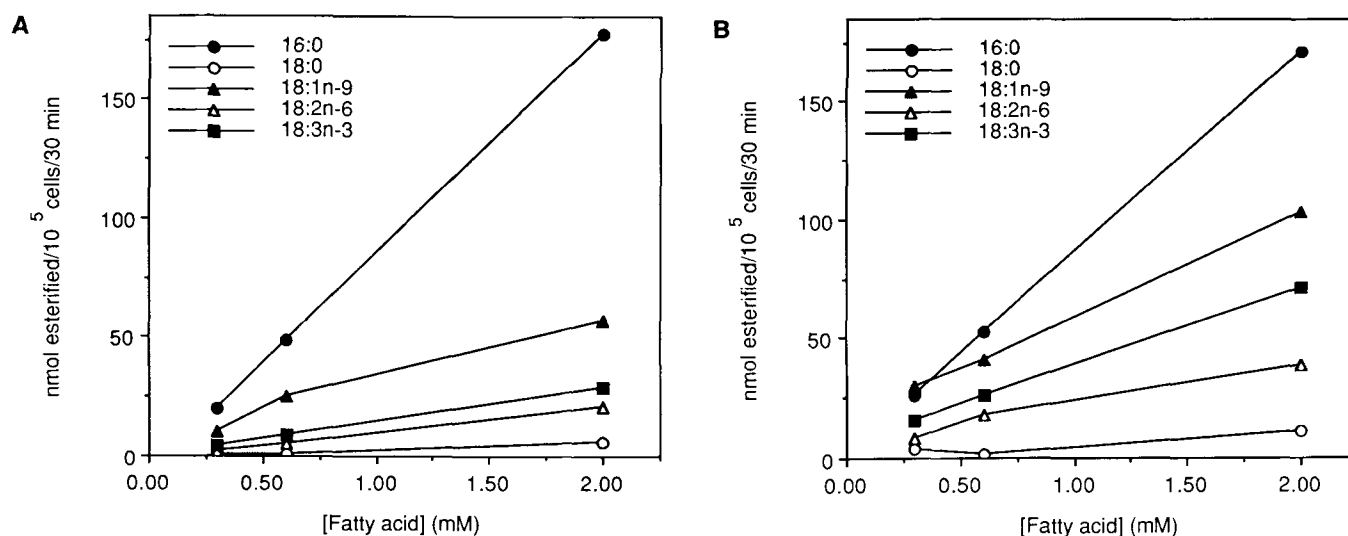 A
16:0
18:0
18:1n-9
18:2n-6
18:3n-3
150
100
50
0
nmol esterified/10 5 cells/30 min
0.00 0.50 1.00 1.50 2.00
[Fatty acid] (mM)
B
16:0
18:0
18:1n-9
18:2n-6
18:3n-3
150
100
50
0
nmol esterified/10 5 cells/30 min
0.00 0.50 1.00 1.50 2.00
[Fatty acid] (mM)